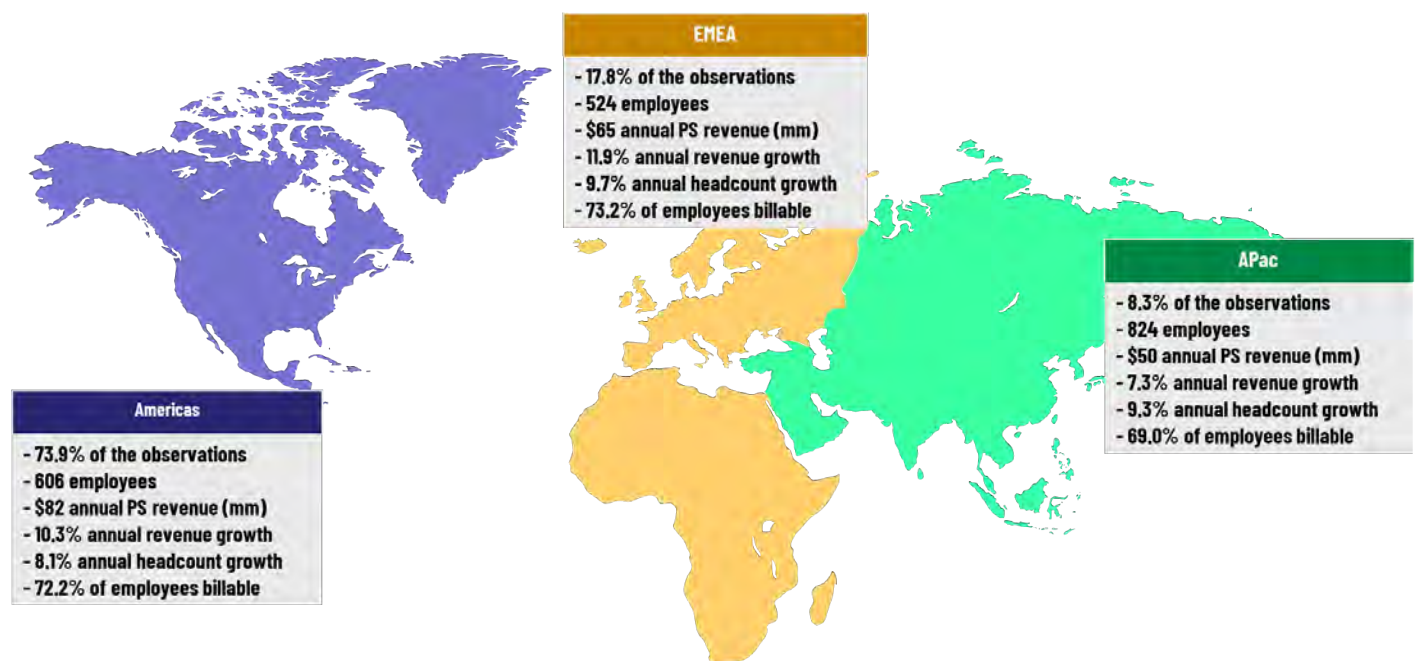 EMEA
- 17.8% of the observations
- 524 employees
- $65 annual PS revenue (mm)
- 11.9% annual revenue growth
- 9.7% annual headcount growth
- 73.2% of employees billable
APac
- 8.3% of the observations
- 824 employees
- $50 annual PS revenue (mm)
- 7.3% annual revenue growth
- 9.3% annual headcount growth
- 69.0% of employees billable
Americas
- 73.9% of the observations
- 606 employees
- $82 annual PS revenue (mm)
- 10.3% annual revenue growth
- 8.1% annual headcount growth
- 72.2% of employees billable